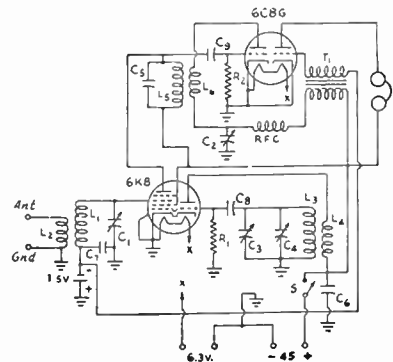 6C8G
C9
T1
C5
L5
L6
R2
C2
RFC
6K8
Ant
L1
C8
L3
L4
L2
C1
R1
C3
C4
Gnd
C7
1 5V
-
+
x
x
x
S
C6
6.3v.
- 45 +